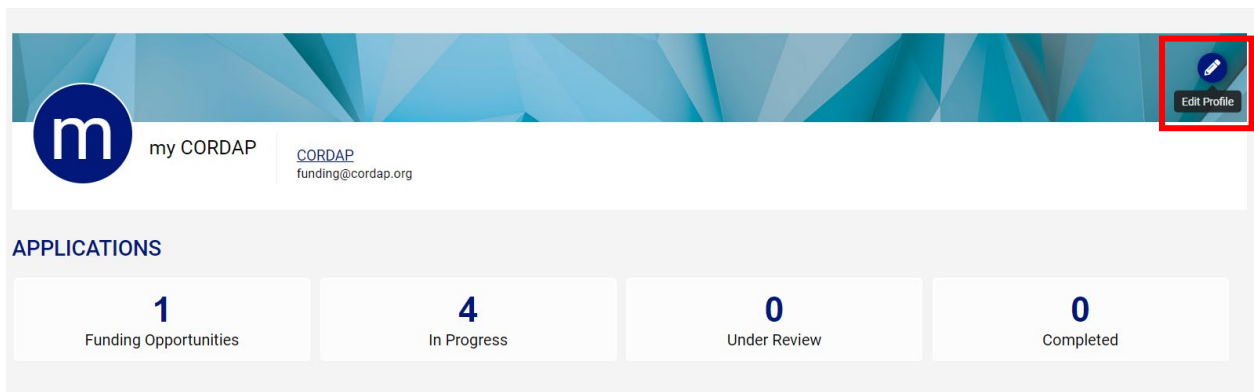 Edit Profile
m
my CORDAP
CORDAP
funding@cordap.org
APPLICATIONS
1
Funding Opportunities
4
In Progress
0
Under Review
0
Completed